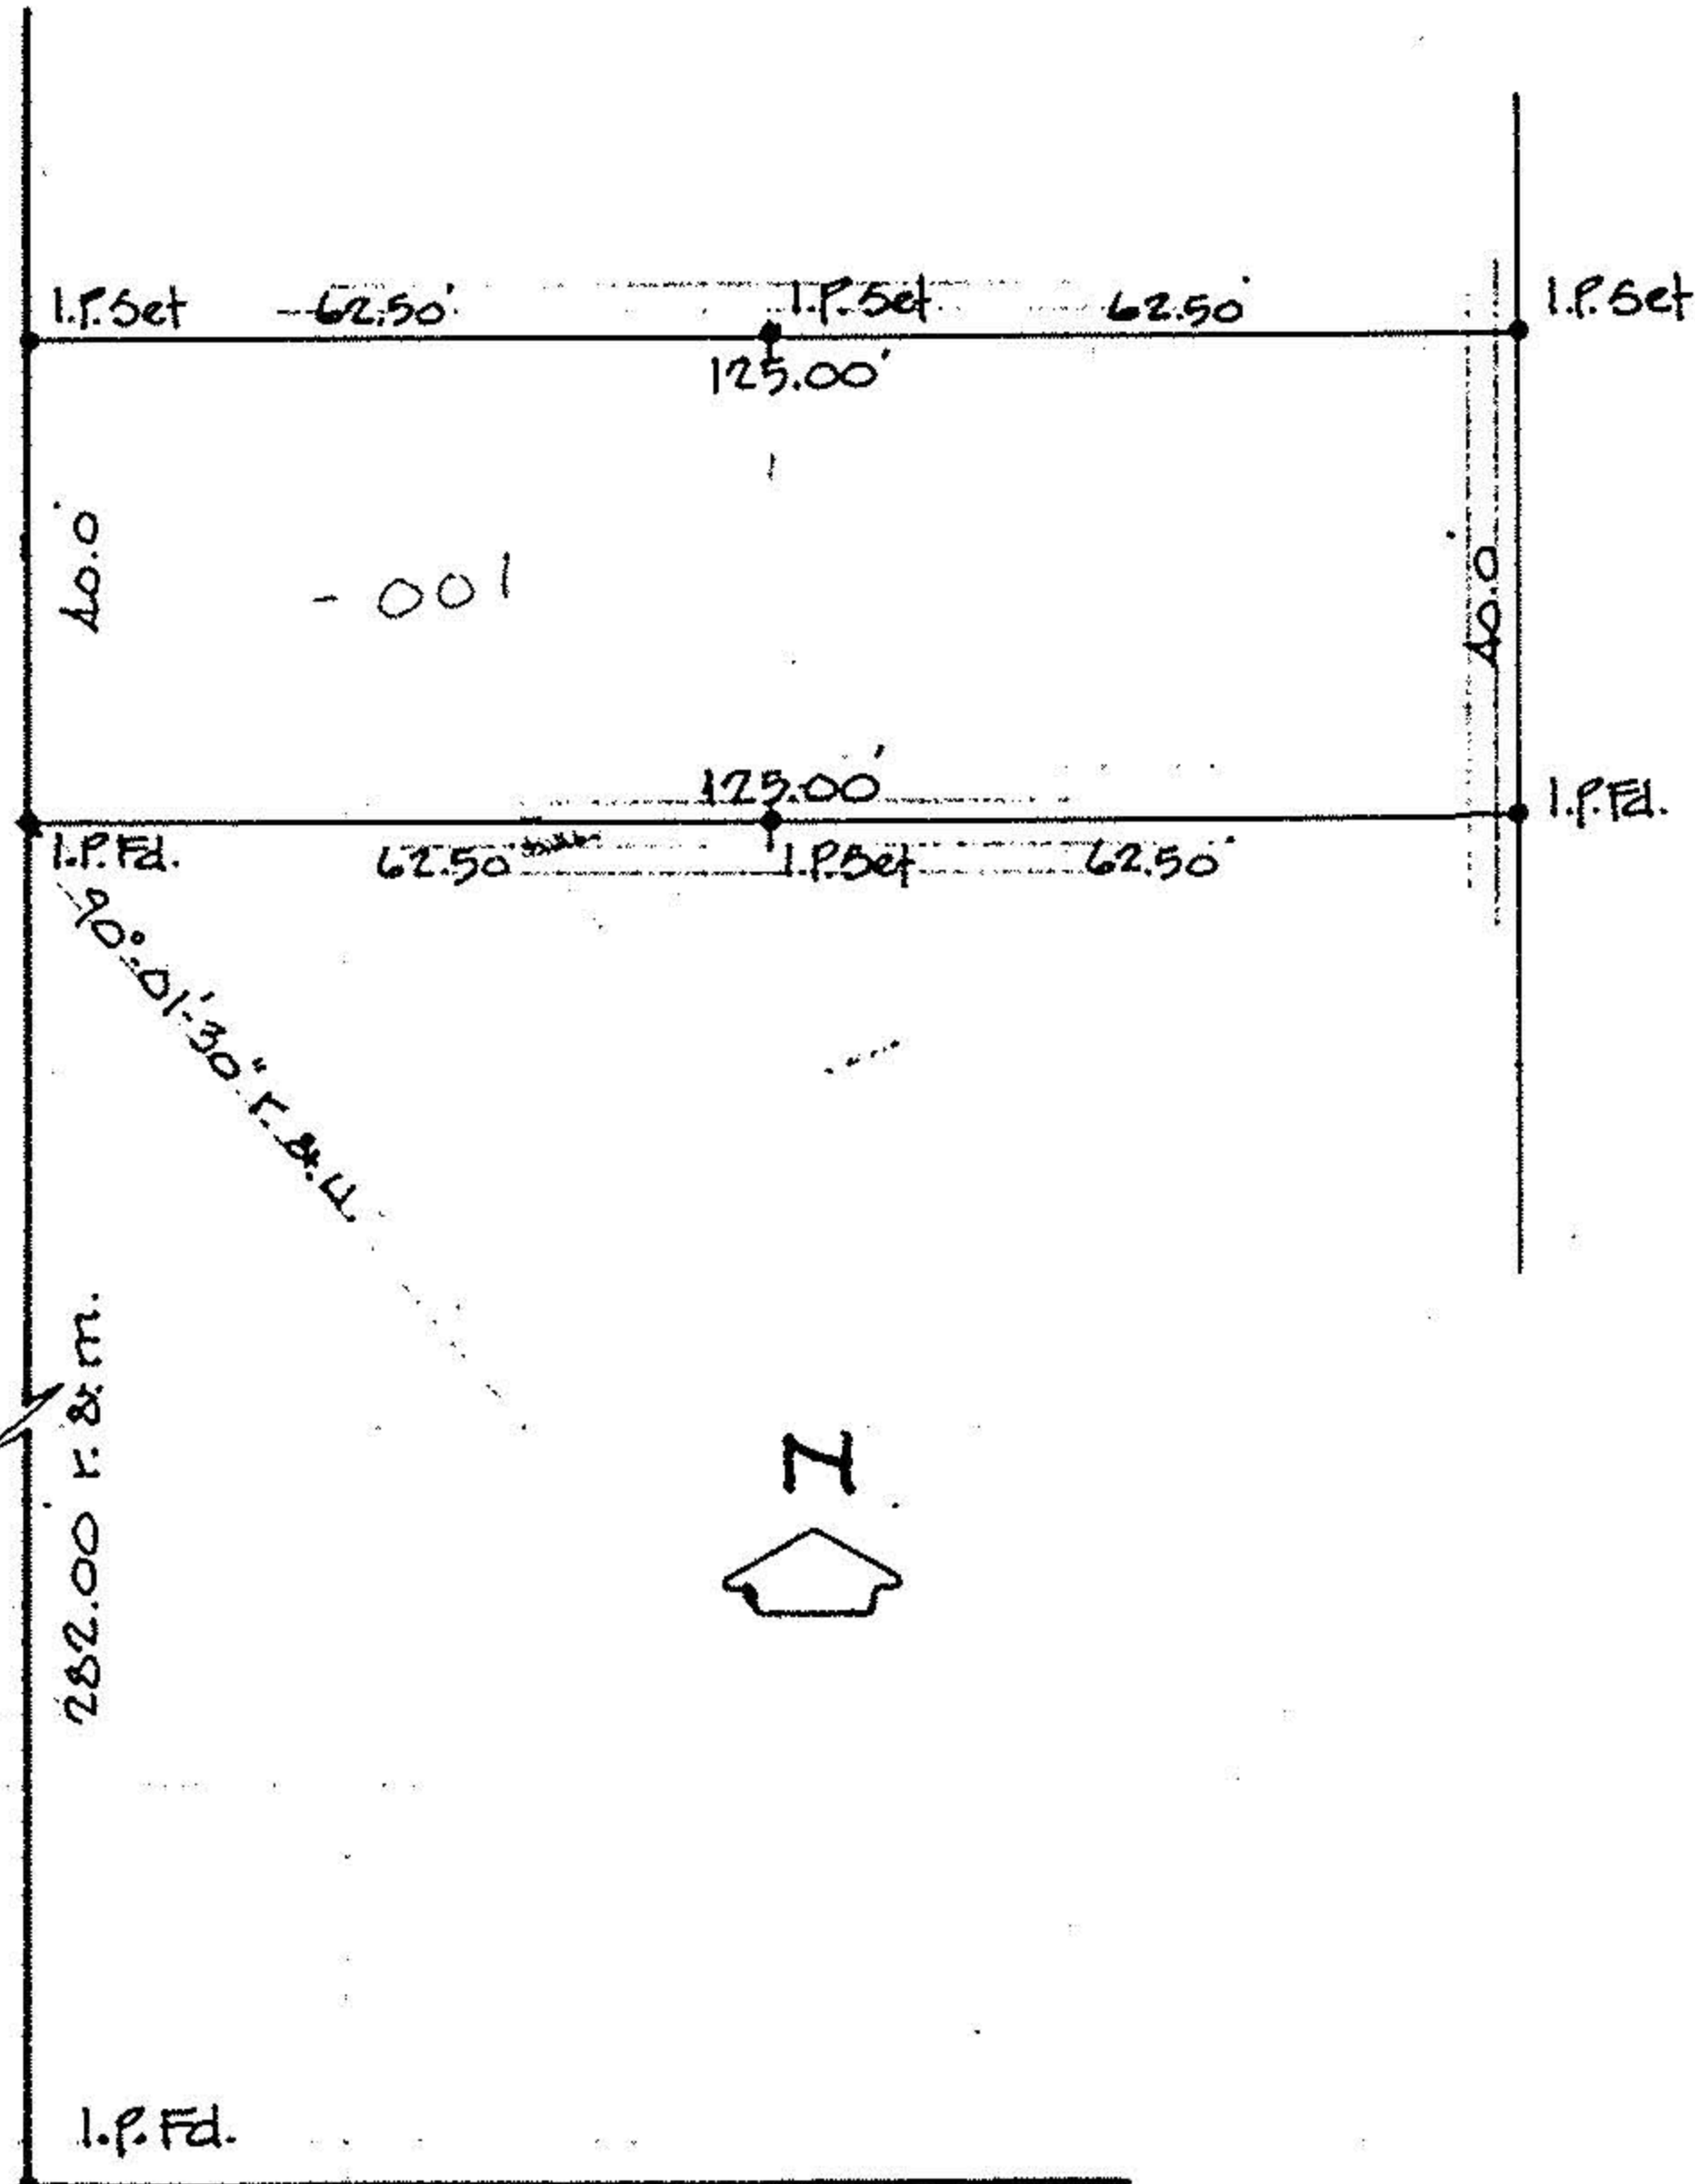 I.P. Set
62.50'
I.P. Set
62.50'
I.P. Set
125.00'
40.0'
- 001
40.0'
125.00'
I.P. Fd.
I.P. Fd.
62.50'
I.P. Set
62.50'
90°-01'-30" r. & u.
282.00 r. & m.
N
I.P. Fd.